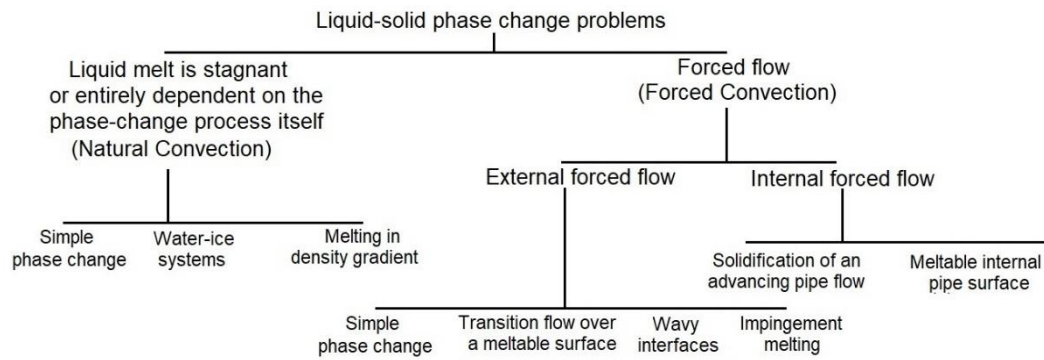 Liquid-solid phase change problems
Liquid melt is stagnant
or entirely dependent on the
phase-change process itself
(Natural Convection)
Forced flow
(Forced Convection)
External forced flow
Internal forced flow
Simple
phase change
Water-ice
systems
Melting in
density gradient
Solidification of an
advancing pipe flow
Meltable internal
pipe surface
Simple
phase change
Transition flow over
a meltable surface
Wavy
interfaces
Impingement
melting